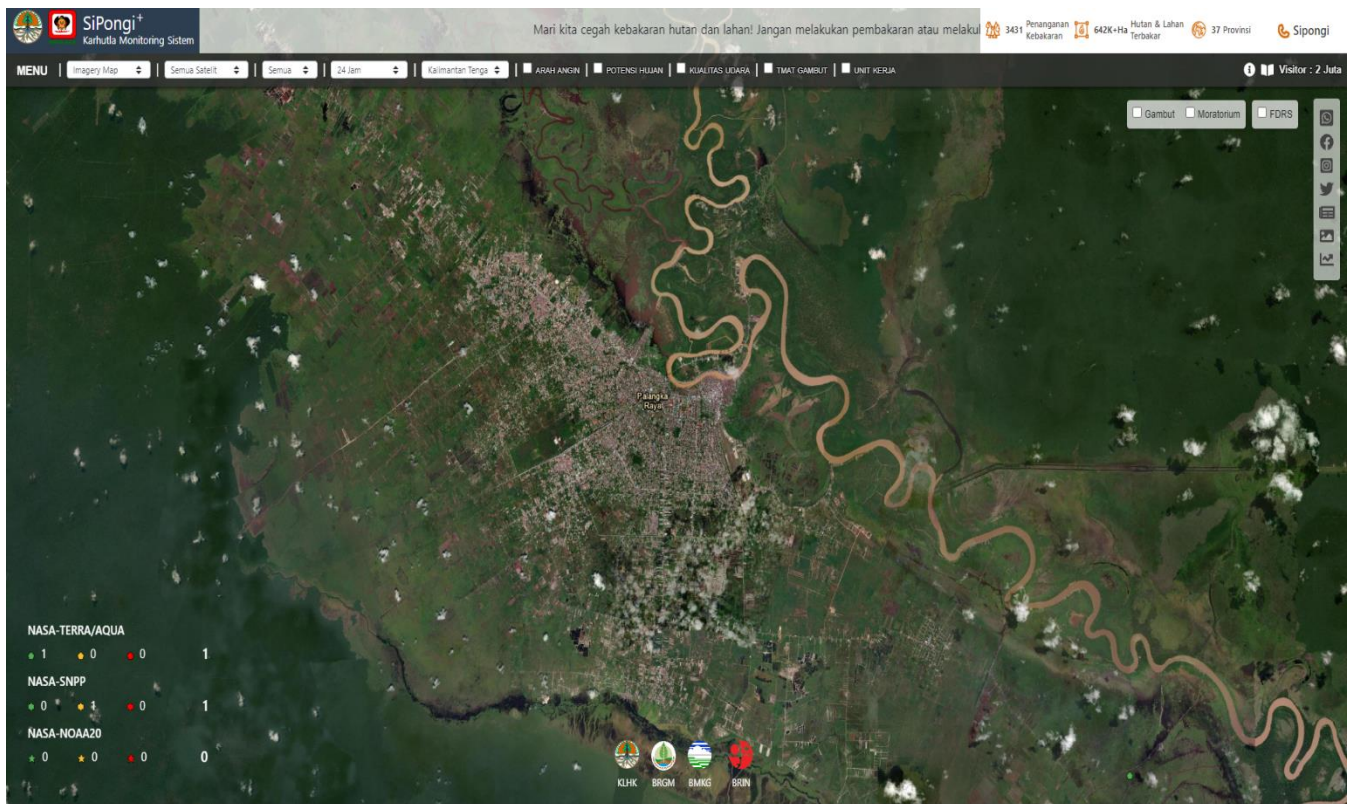 SiPongi+
Karhutla Monitoring Sistem
Mari kita cegah kebakaran hutan dan lahan! Jangan melakukan pembakaran atau melakul
3431 Penanganan Kebakaran
642K+Ha Hutan & Lahan Terbakar
37 Provinsi
Sipongi
MENU | Imagery Map | Semua Satelit | Semua | 24 Jam | Kalimantan Tenga | ARAH ANGIN | POTENSI HUJAN | KUALITAS UDARA | TMAT GAMBUT | UNIT KERJA
Visitor : 2 Juta
Gambut Moratorium FDRS
Palangka
Raya
NASA-TERRA/AQUA
1 0 0 1
NASA-SNPP
0 1 0 1
NASA-NOAA20
0 0 0 0
KLHK BRGM BMKG BRIN